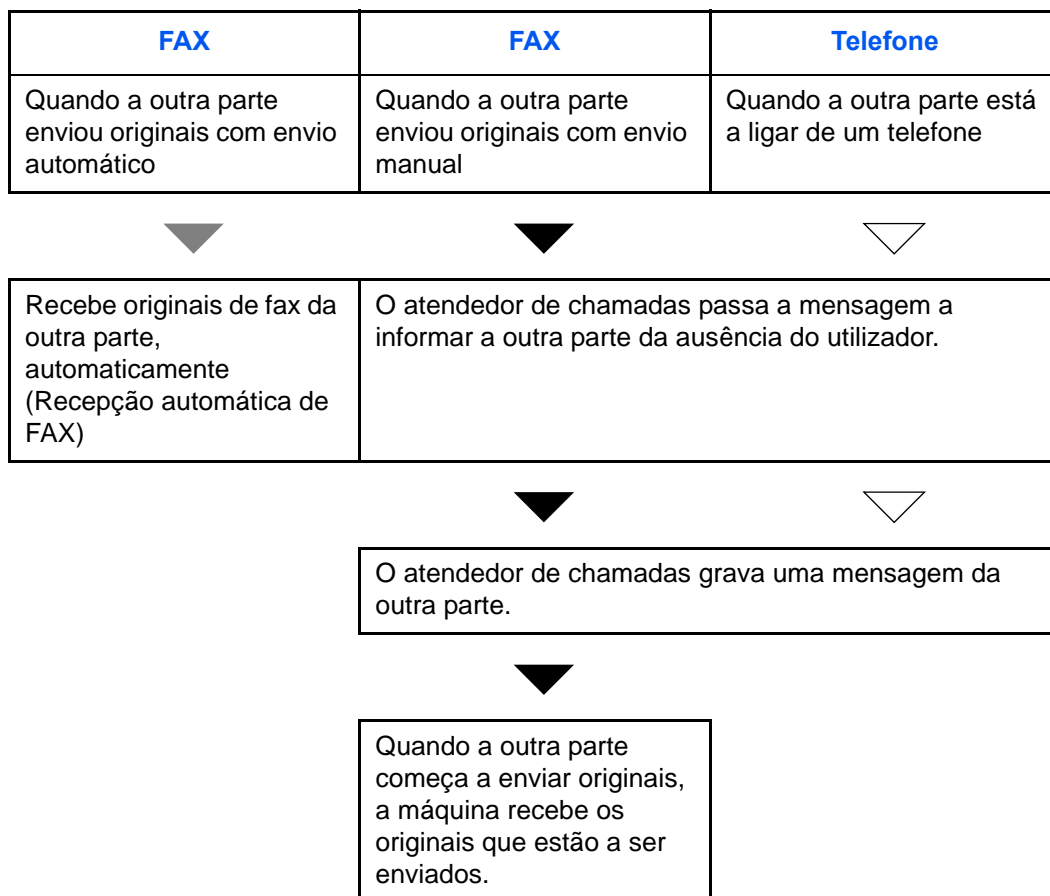 FAX
FAX
Telefone
Quando a outra parte
enviou originais com envio
automático
Quando a outra parte
enviou originais com envio
manual
Quando a outra parte está
a ligar de um telefone
Recebe originais de fax da
outra parte,
automaticamente
(Recepção automática de
FAX)
O atendedor de chamadas passa a mensagem a
informar a outra parte da ausência do utilizador.
O atendedor de chamadas grava uma mensagem da
outra parte.
Quando a outra parte
começa a enviar originais,
a máquina recebe os
originais que estão a ser
enviados.